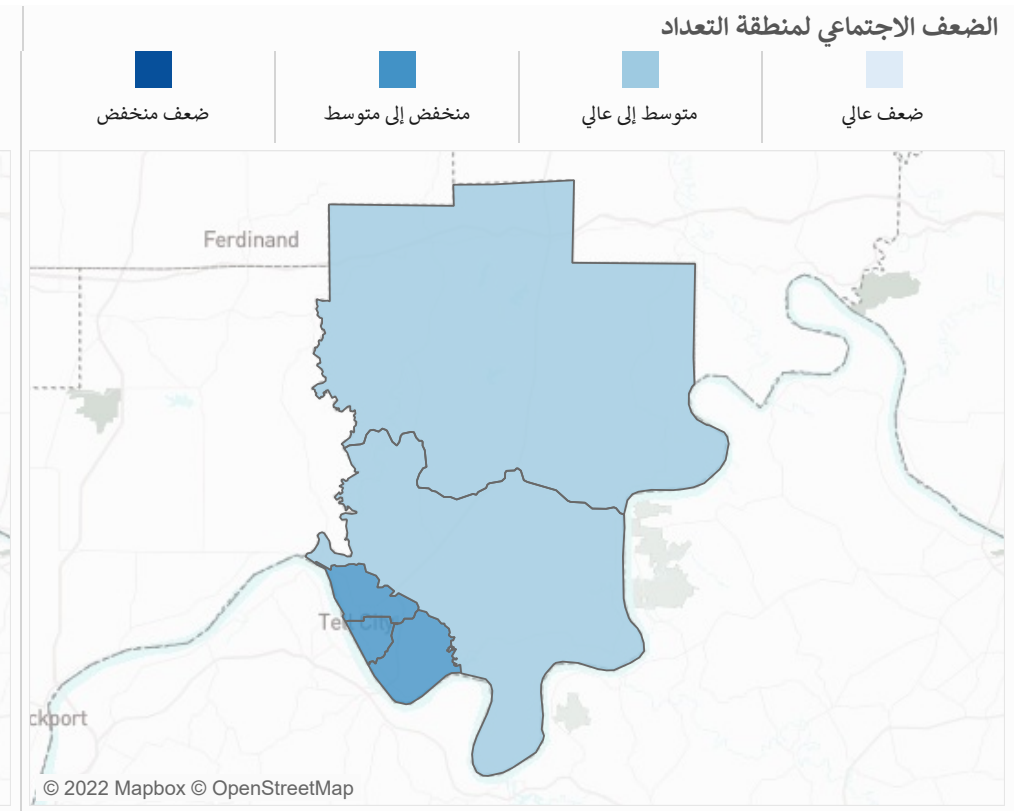 الضعف الاجتماعي لمنطقة التعداد
ضعف عالي
متوسط إلى عالي
منخفض إلى متوسط
ضعف منخفض
Ferdinand
Tell City
ckport
© 2022 Mapbox © OpenStreetMap